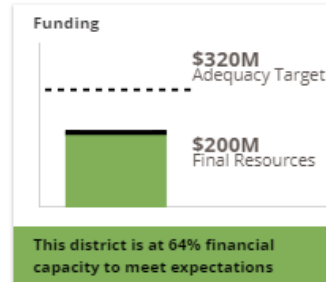 Funding
$320M
Adequacy Target
$200M
Final Resources
This district is at 64% financial
capacity to meet expectations